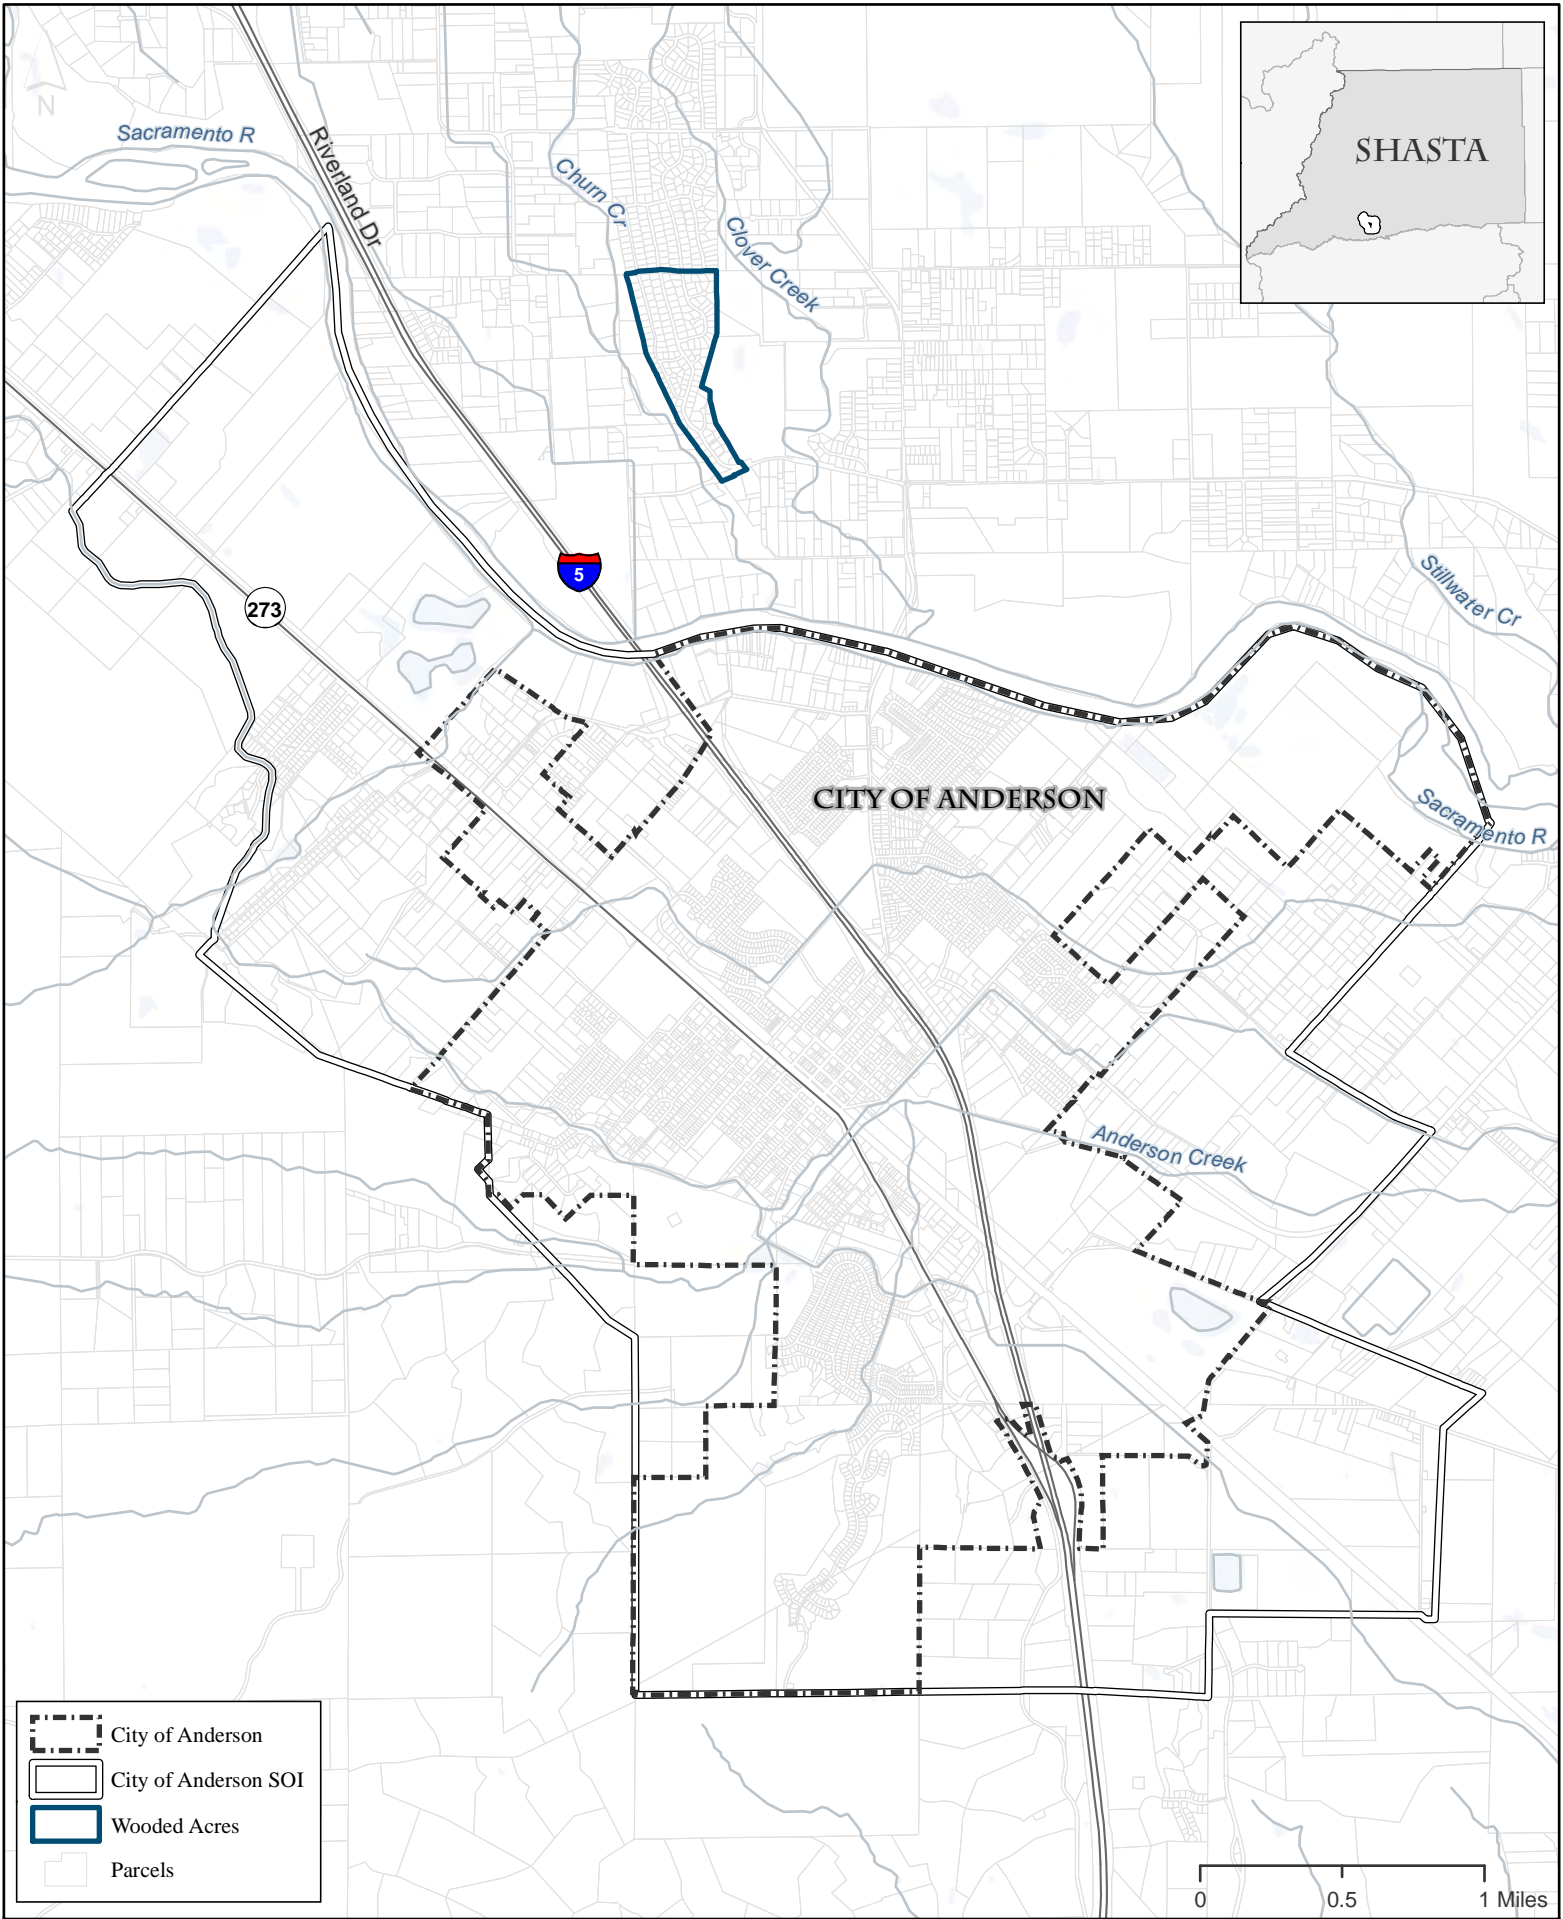 N
Sacramento R
Riverland Dr
Churn Cr
Clover Creek
SHASTA
5
273
Stillwater Cr
CITY OF ANDERSON
Sacramento R
Anderson Creek
City of Anderson
City of Anderson SOI
Wooded Acres
Parcels
0 0.5 1 Miles